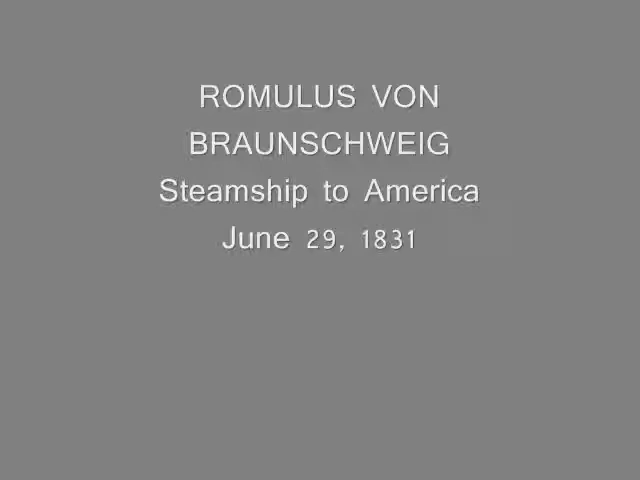 ROMULUS VON
BRAUNSCHWEIG
Steamship to America
June 29, 1831